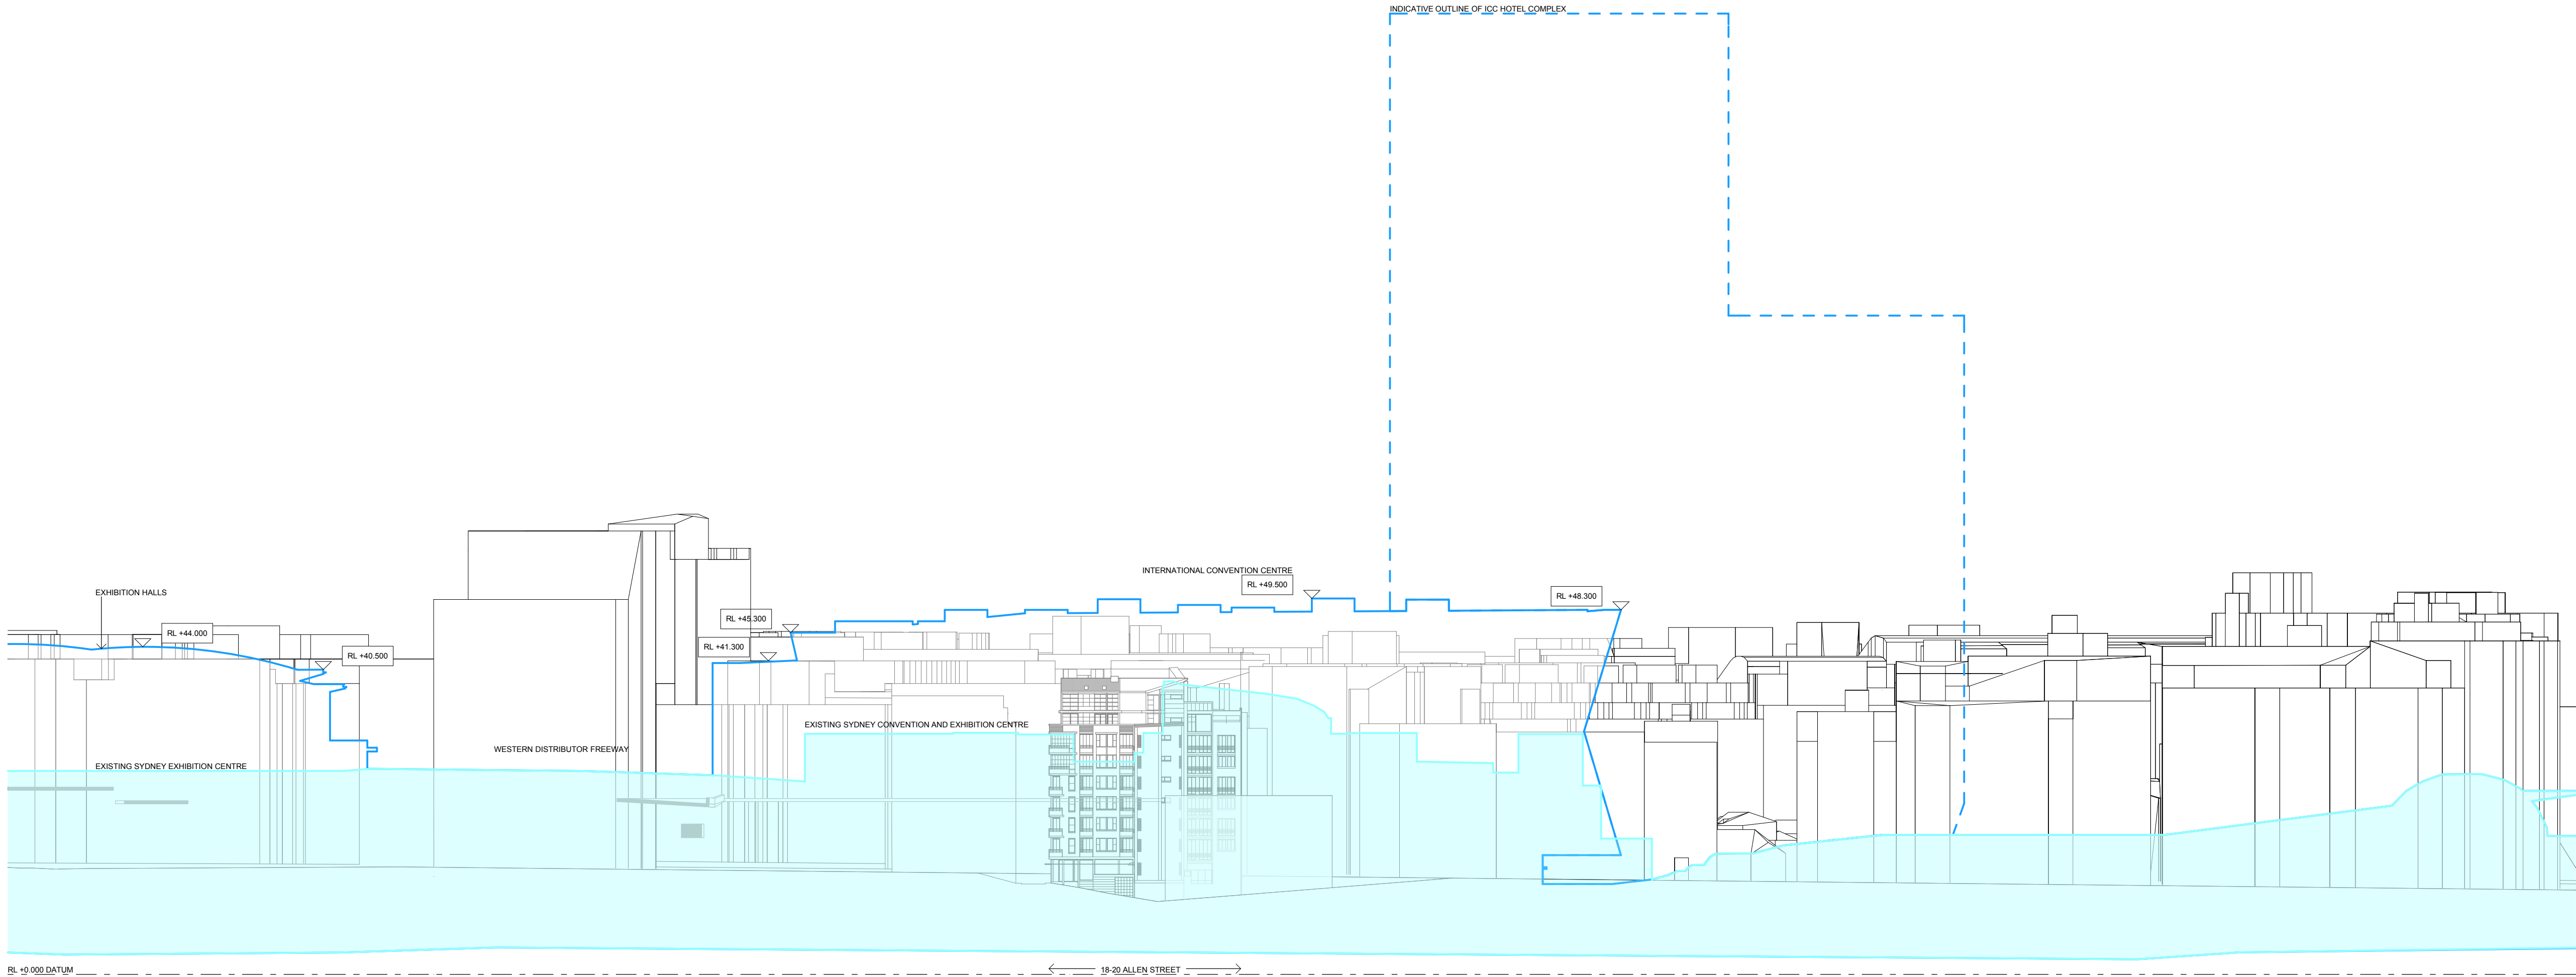 INDICATIVE OUTLINE OF ICC HOTEL COMPLEX
INTERNATIONAL CONVENTION CENTRE
RL +49.500
EXHIBITION HALLS
RL +48.300
RL +45.300
RL +44.000
RL +41.300
RL +40.500
EXISTING SYDNEY CONVENTION AND EXHIBITION CENTRE
WESTERN DISTRIBUTOR FREEWAY
EXISTING SYDNEY EXHIBITION CENTRE
RL +0.000 DATUM
18-20 ALLEN STREET